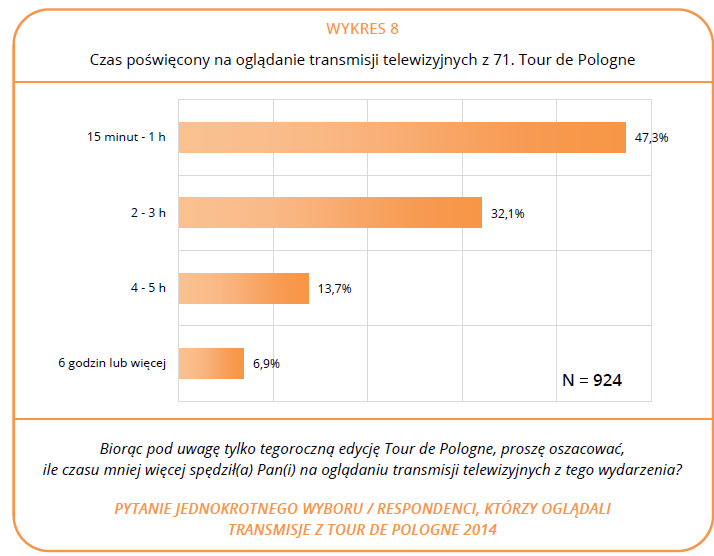 WYKRES 8
Czas poświęcony na oglądanie transmisji telewizyjnych z 71. Tour de Pologne
15 minut - 1 h
47,3%
2 - 3 h
32,1%
4 - 5 h
13,7%
6 godzin lub więcej
6,9%
N = 924
Biorąc pod uwagę tylko tegoroczną edycję Tour de Pologne, proszę oszacować,
ile czasu mniej więcej spędził(a) Pan(i) na oglądaniu transmisji telewizyjnych z tego wydarzenia?
PYTANIE JEDNOKROTNEGO WYBORU / RESPONDENCI, KTÓRZY OGLĄDALI
TRANSMISJE Z TOUR DE POLOGNE 2014